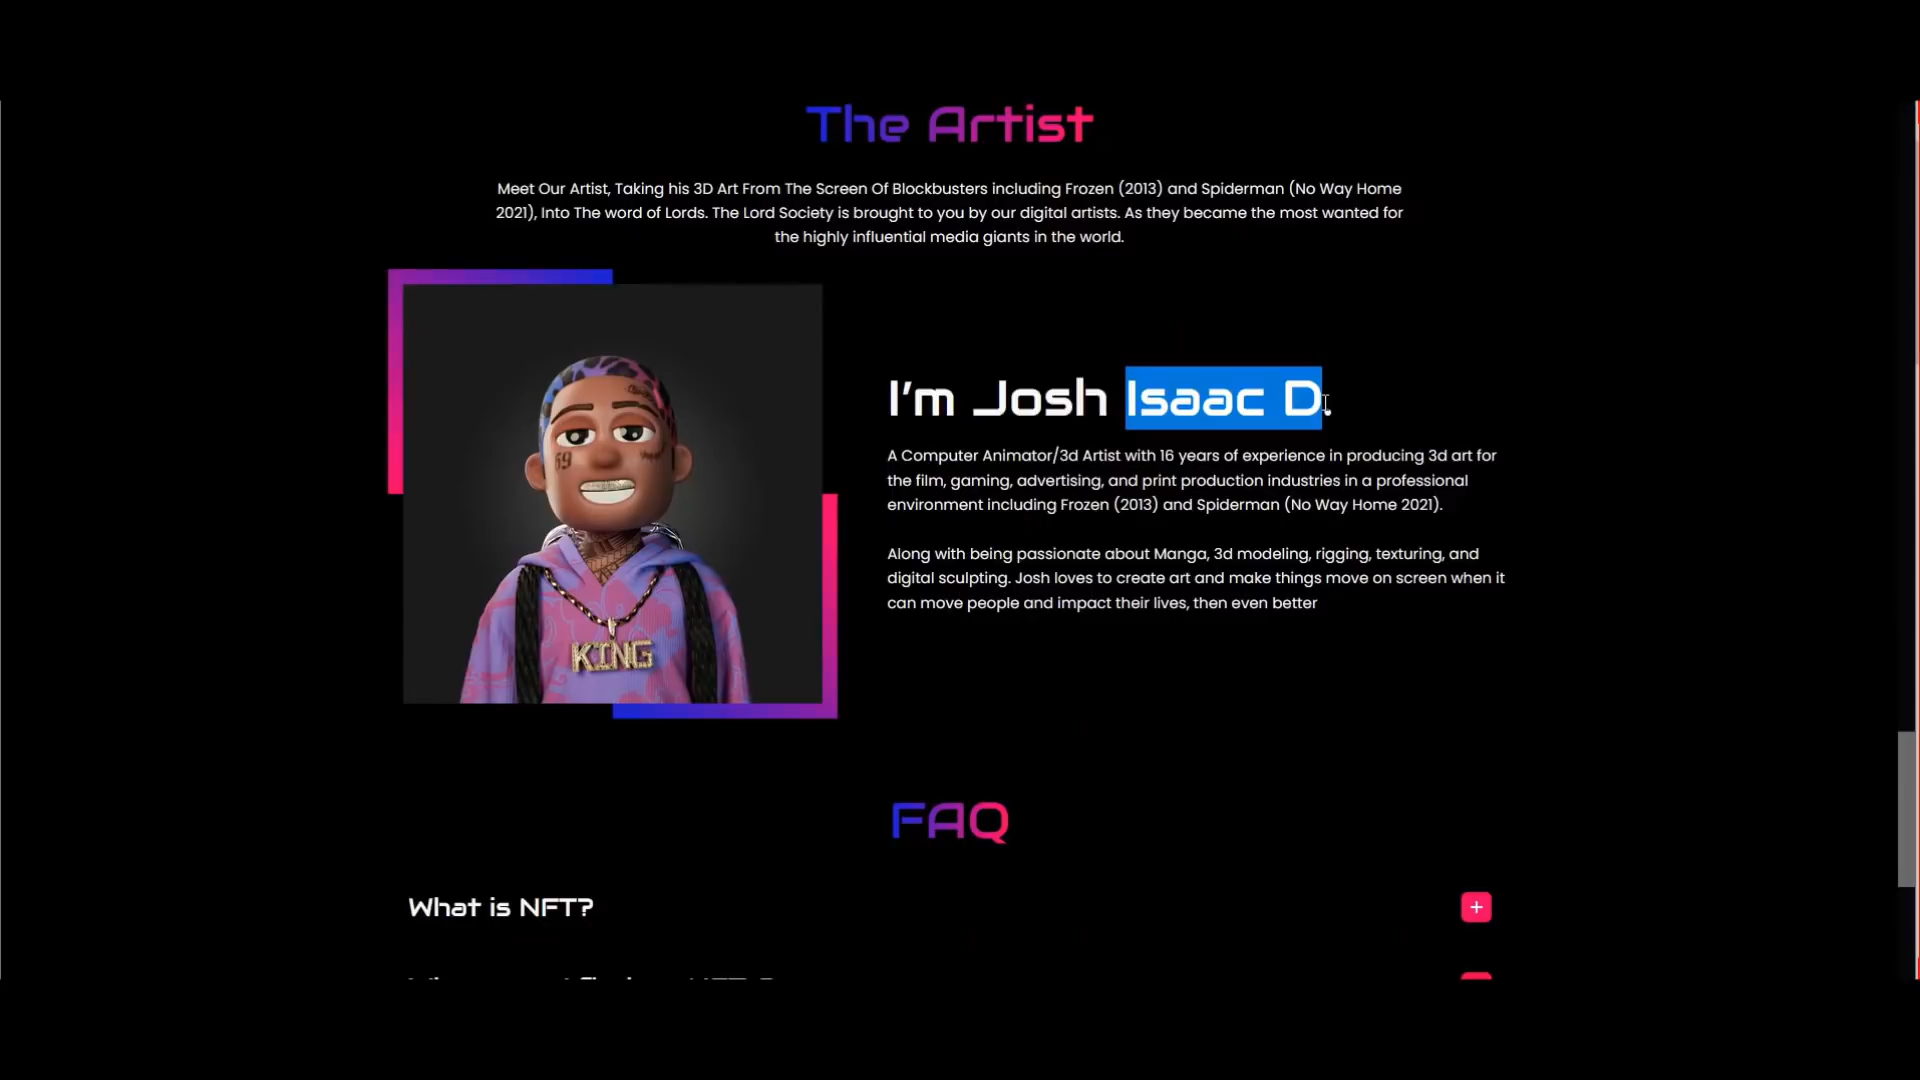 The Artist
Meet Our Artist, Taking his 3D Art From The Screen Of Blockbusters including Frozen (2013) and Spiderman (No Way Home
2021), Into The word of Lords. The Lord Society is brought to you by our digital artists. As they became the most wanted for
the highly influential media giants in the world.
I'm Josh Isaac D.
A Computer Animator/3d Artist with 16 years of experience in producing 3d art for
the film, gaming, advertising, and print production industries in a professional
environment including Frozen (2013) and Spiderman (No Way Home 2021).
Along with being passionate about Manga, 3d modeling, rigging, texturing, and
digital sculpting. Josh loves to create art and make things move on screen when it
can move people and impact their lives, then even better
69
KING
FAQ
What is NFT?
+